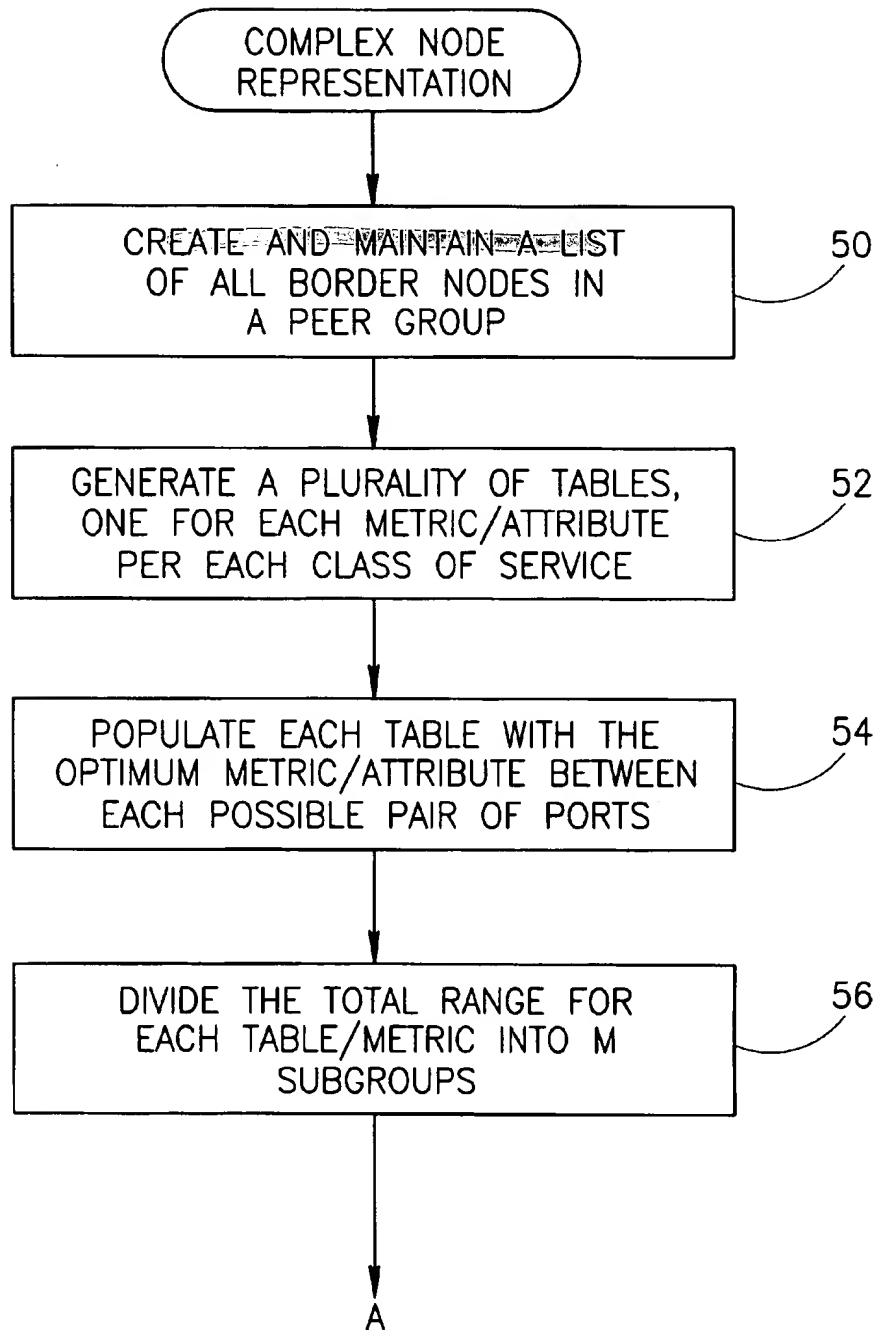 COMPLEX NODE
REPRESENTATION
CREATE AND MAINTAIN A LIST
OF ALL BORDER NODES IN
A PEER GROUP
50
GENERATE A PLURALITY OF TABLES,
ONE FOR EACH METRIC/ATTRIBUTE
PER EACH CLASS OF SERVICE
52
POPULATE EACH TABLE WITH THE
OPTIMUM METRIC/ATTRIBUTE BETWEEN
EACH POSSIBLE PAIR OF PORTS
54
DIVIDE THE TOTAL RANGE FOR
EACH TABLE/METRIC INTO M
SUBGROUPS
56
A